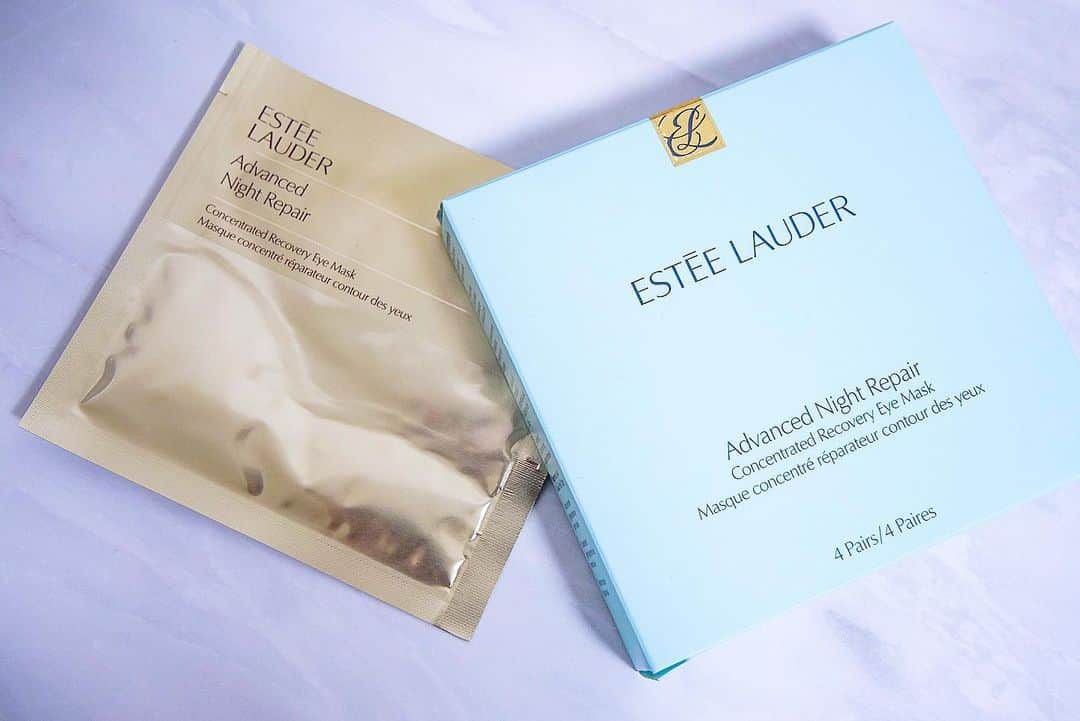 ESTĒE
LAUDER
Advanced
Night Repair
Concentrated Recovery Eye Mask
Masque concentré réparateur contour des yeux
EL
ESTĒE LAUDER
Advanced Night Repair
Concentrated Recovery Eye Mask
Masque concentré réparateur contour des yeux
4 Pairs/4 Paires